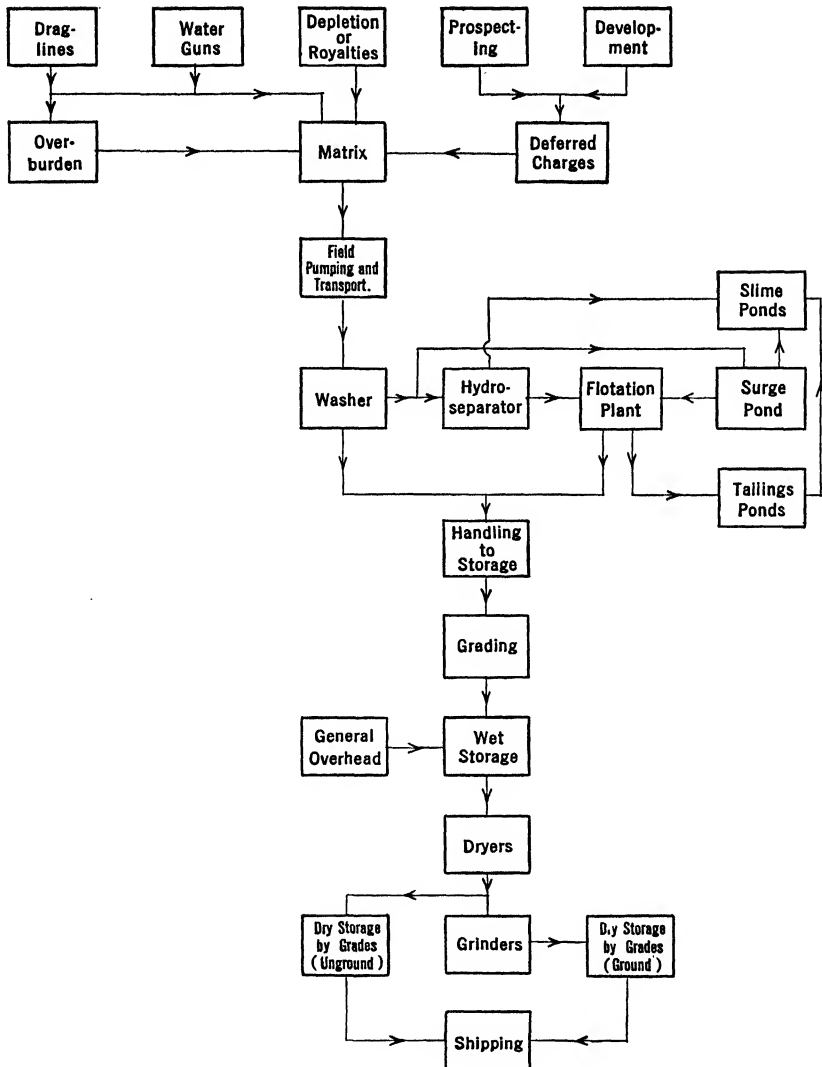 Drag-
lines
Water
Guns
Depletion
or
Royalties
Prospect-
ing
Develop-
ment
Over-
burden
Matrix
Deferred
Charges
Field
Pumping and
Transport.
Slime
Ponds
Washer
Hydro-
separator
Flotation
Plant
Surge
Pond
Tailings
Ponds
Handling
to
Storage
Grading
General
Overhead
Wet
Storage
Dryers
Dry Storage
by Grades
(Unground)
Grinders
D.y Storage
by Grades
(Ground)
Shipping